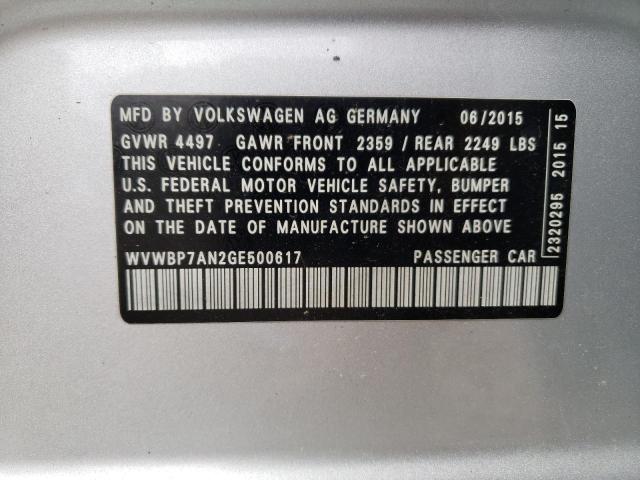 MFD BY VOLKSWAGEN AG GERMANY 06/2015
GVWR 4497 GAWR FRONT 2359 / REAR 2249 LBS
THIS VEHICLE CONFORMS TO ALL APPLICABLE
U.S. FEDERAL MOTOR VEHICLE SAFETY, BUMPER
AND THEFT PREVENTION STANDARDS IN EFFECT
ON THE DATE OF MANUFACTURE SHOWN ABOVE
WVWBP7AN2GE500617 PASSENGER CAR
2320295 2015 15